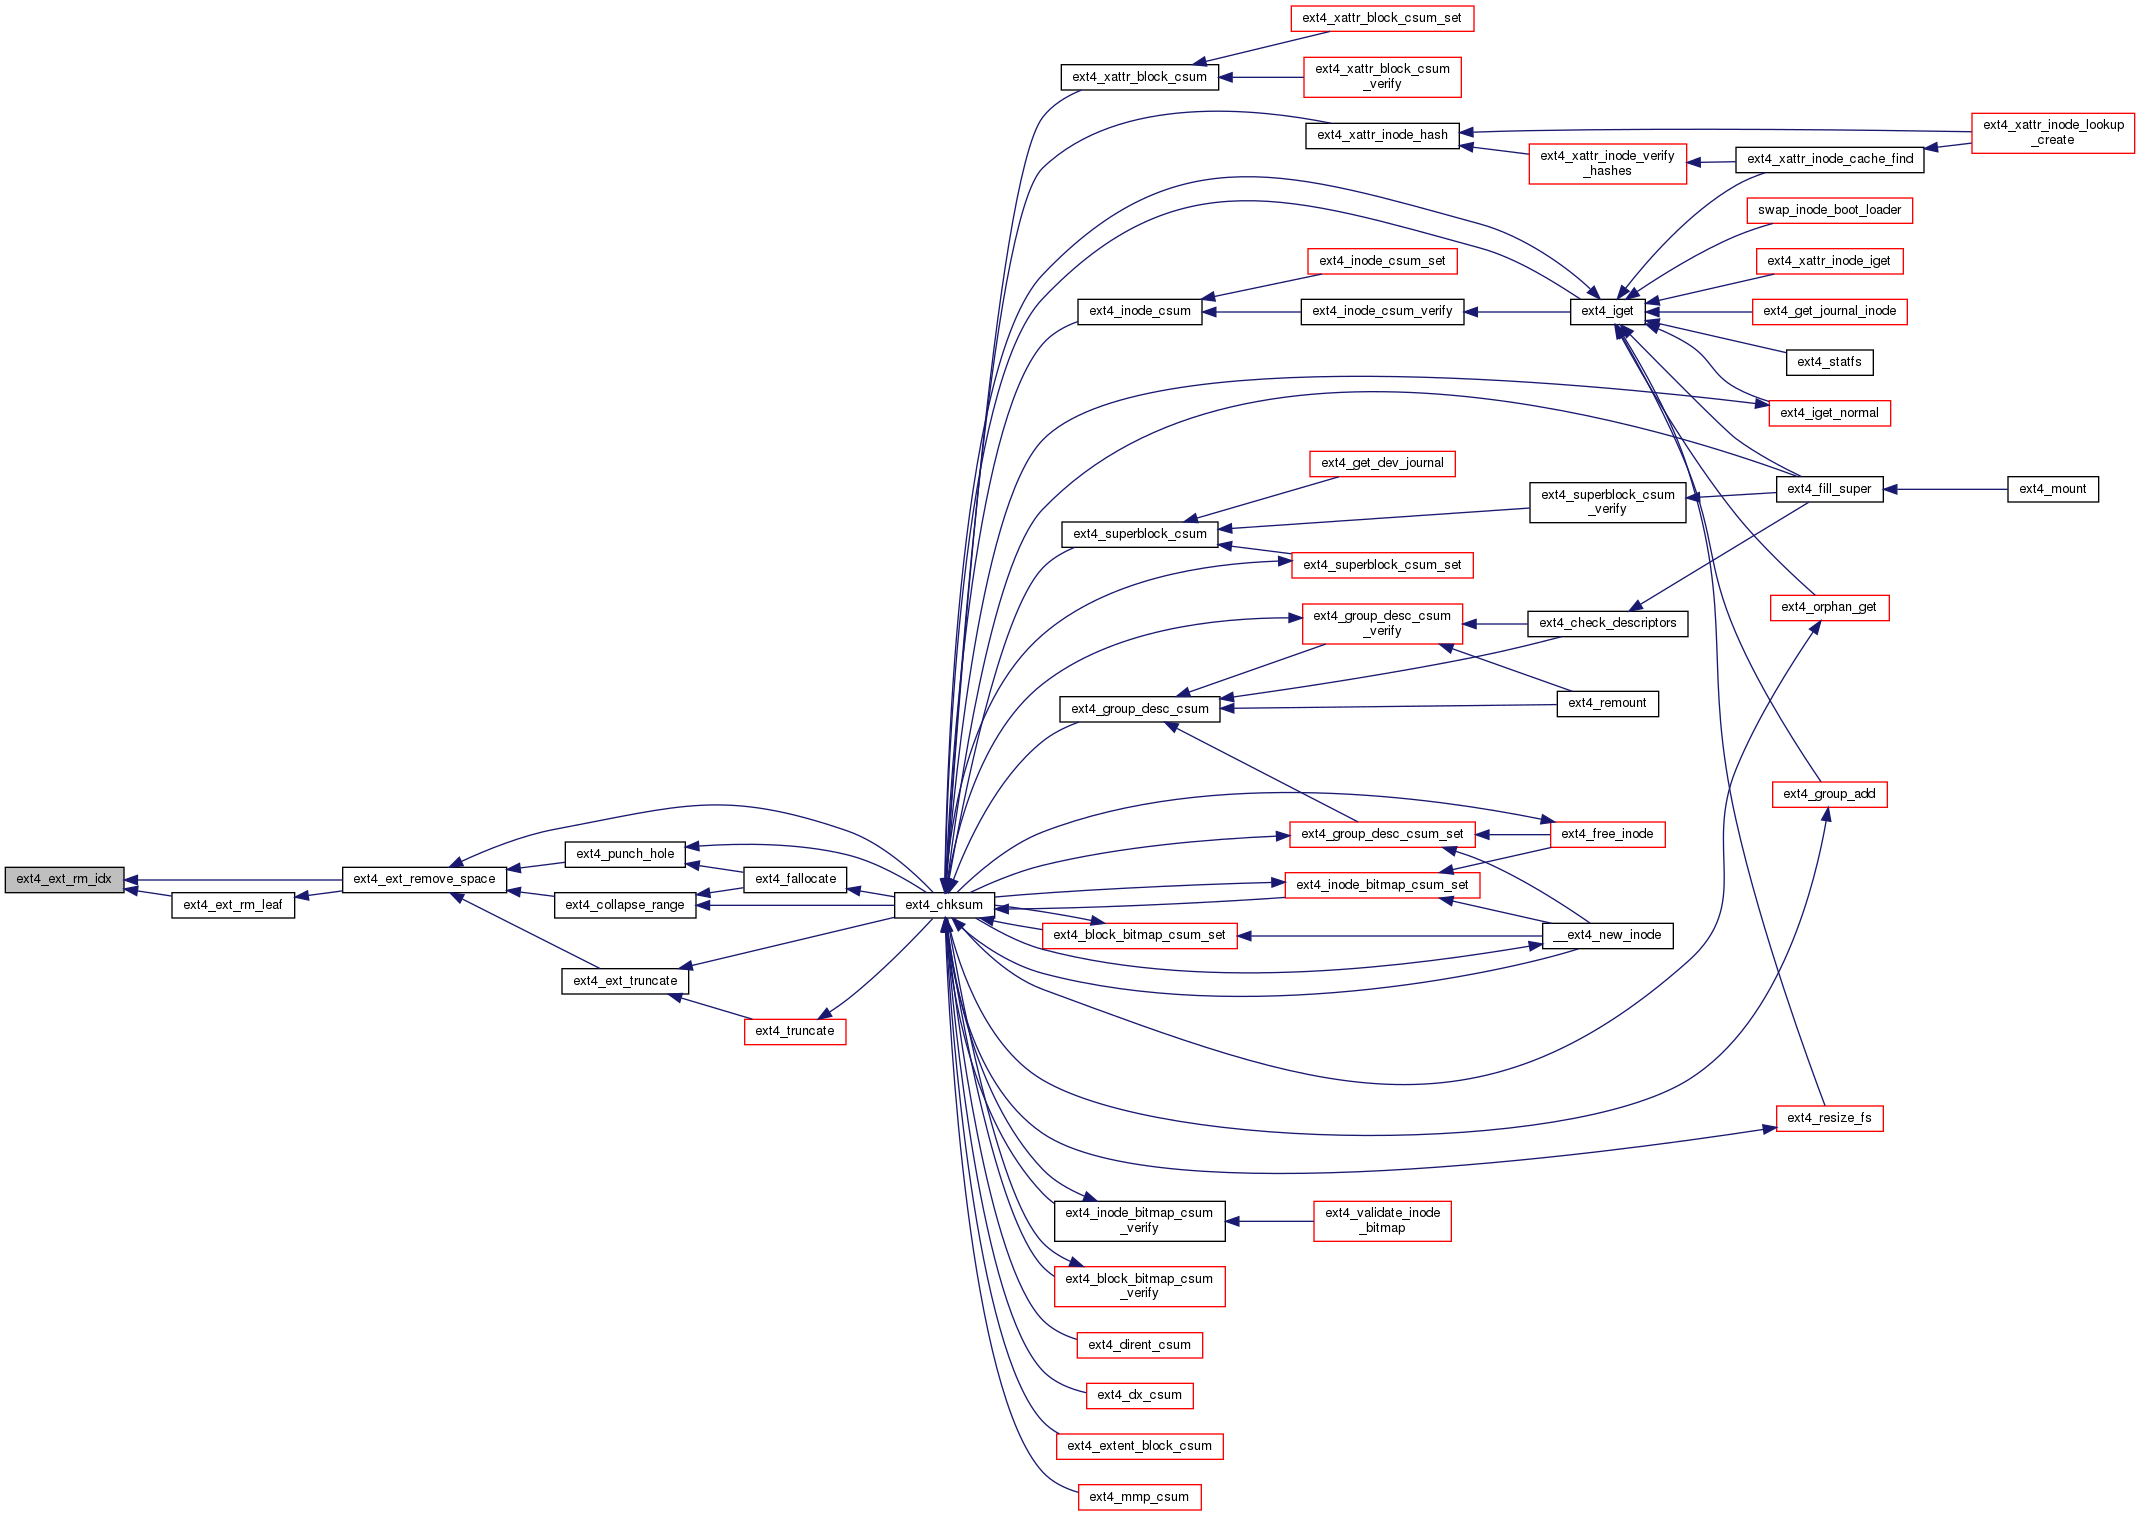 ext4_xattr_block_csum_set
ext4_xattr_block_csum
ext4_xattr_block_csum
_verify
ext4_xattr_inode_hash
ext4_xattr_inode_lookup
_create
ext4_xattr_inode_verify
_hashes
ext4_xattr_inode_cache_find
swap_inode_boot_loader
ext4_inode_csum_set
ext4_xattr_inode_iget
ext4_inode_csum
ext4_inode_csum_verify
ext4_iget
ext4_get_journal_inode
ext4_statfs
ext4_iget_normal
ext4_get_dev_journal
ext4_superblock_csum
_verify
ext4_fill_super
ext4_mount
ext4_superblock_csum
ext4_superblock_csum_set
ext4_group_desc_csum
_verify
ext4_check_descriptors
ext4_orphan_get
ext4_group_desc_csum
ext4_remount
ext4_group_add
ext4_group_desc_csum_set
ext4_free_inode
ext4_punch_hole
ext4_ext_rm_idx
ext4_ext_remove_space
ext4_fallocate
ext4_inode_bitmap_csum_set
ext4_ext_rm_leaf
ext4_collapse_range
ext4_chksum
ext4_block_bitmap_csum_set
__ext4_new_inode
ext4_ext_truncate
ext4_truncate
ext4_resize_fs
ext4_inode_bitmap_csum
_verify
ext4_validate_inode
_bitmap
ext4_block_bitmap_csum
_verify
ext4_dirent_csum
ext4_dx_csum
ext4_extent_block_csum
ext4_mmp_csum